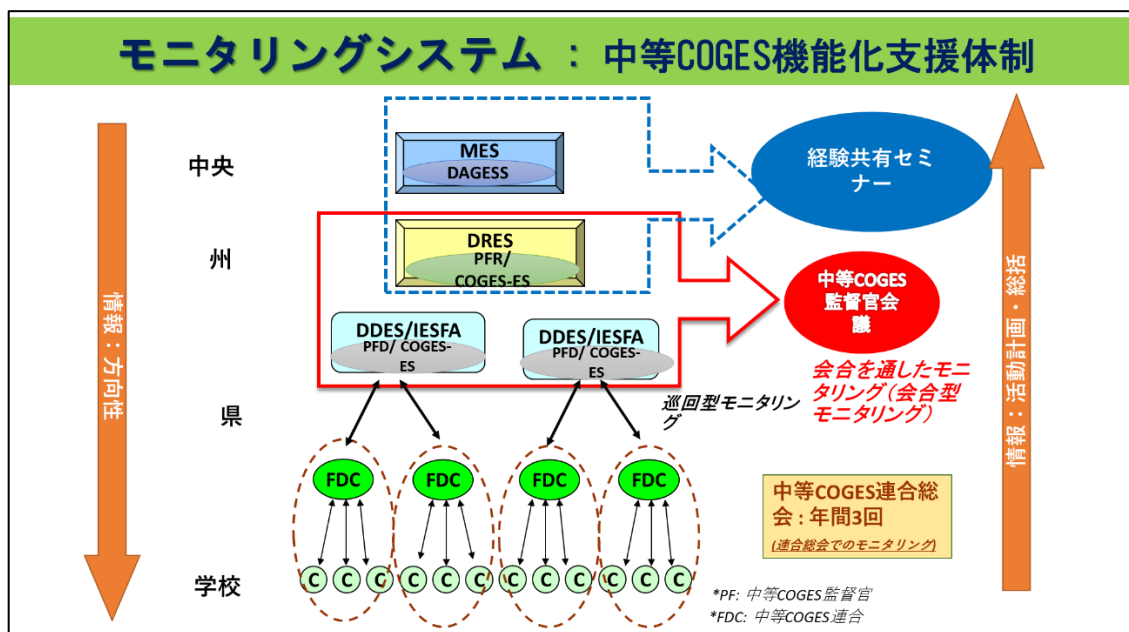 モニタリングシステム : 中等COGES機能化支援体制
中央
MES
DAGESS
経験共有セミ
ナー
州
DRES
PFR/
COGES-ES
中等COGES
監督官会
議
DDES/IESFA
PFD/ COGES-
ES
DDES/IESFA
PFD/ COGES-
ES
会合を通したモニ
タリング(会合型
モニタリング)
巡回型モニタリン
グ
県
FDC
FDC
FDC
FDC
中等COGES連合総
会 : 年間3回
(連合総会でのモニタリング)
学校
C C C
C C C
C C C
C C C
*PF: 中等COGES監督官
*FDC: 中等COGES連合
情報:方向性
情報:活動計画・総括